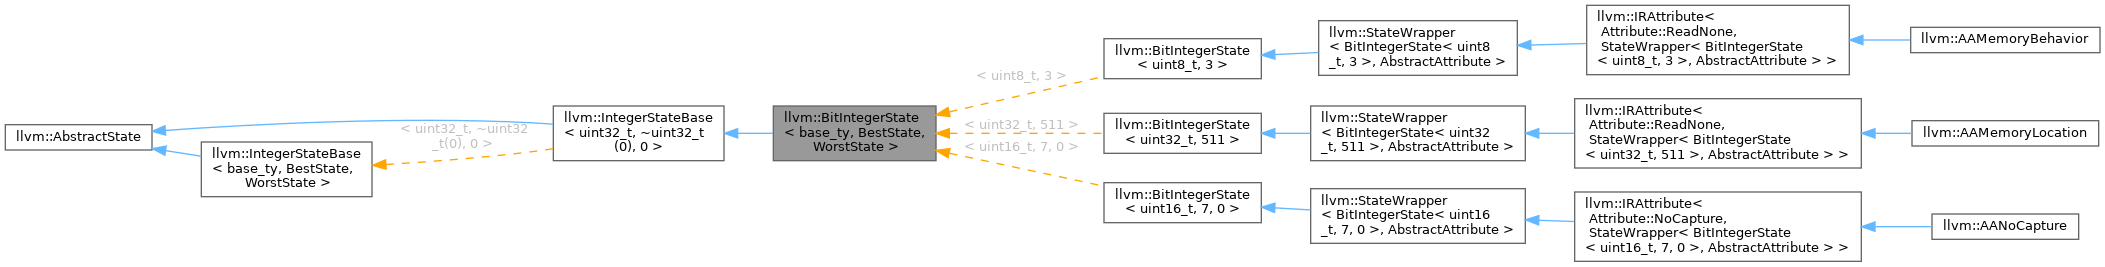 llvm::AbstractState
llvm::IntegerStateBase
< base_ty, BestState,
WorstState >
< uint32_t, ~uint32
_t(0), 0 >
llvm::IntegerStateBase
< uint32_t, ~uint32_t
(0), 0 >
llvm::BitIntegerState
< base_ty, BestState,
WorstState >
< uint8_t, 3 >
< uint32_t, 511 >
< uint16_t, 7, 0 >
llvm::BitIntegerState
< uint8_t, 3 >
llvm::StateWrapper
< BitIntegerState< uint8
_t, 3 >, AbstractAttribute >
llvm::IRAttribute<
Attribute::ReadNone,
StateWrapper< BitIntegerState
< uint8_t, 3 >, AbstractAttribute > >
llvm::AAMemoryBehavior
llvm::BitIntegerState
< uint32_t, 511 >
llvm::StateWrapper
< BitIntegerState< uint32
_t, 511 >, AbstractAttribute >
llvm::IRAttribute<
Attribute::ReadNone,
StateWrapper< BitIntegerState
< uint32_t, 511 >, AbstractAttribute > >
llvm::AAMemoryLocation
llvm::BitIntegerState
< uint16_t, 7, 0 >
llvm::StateWrapper
< BitIntegerState< uint16
_t, 7, 0 >, AbstractAttribute >
llvm::IRAttribute<
Attribute::NoCapture,
StateWrapper< BitIntegerState
< uint16_t, 7, 0 >, AbstractAttribute > >
llvm::AANoCapture